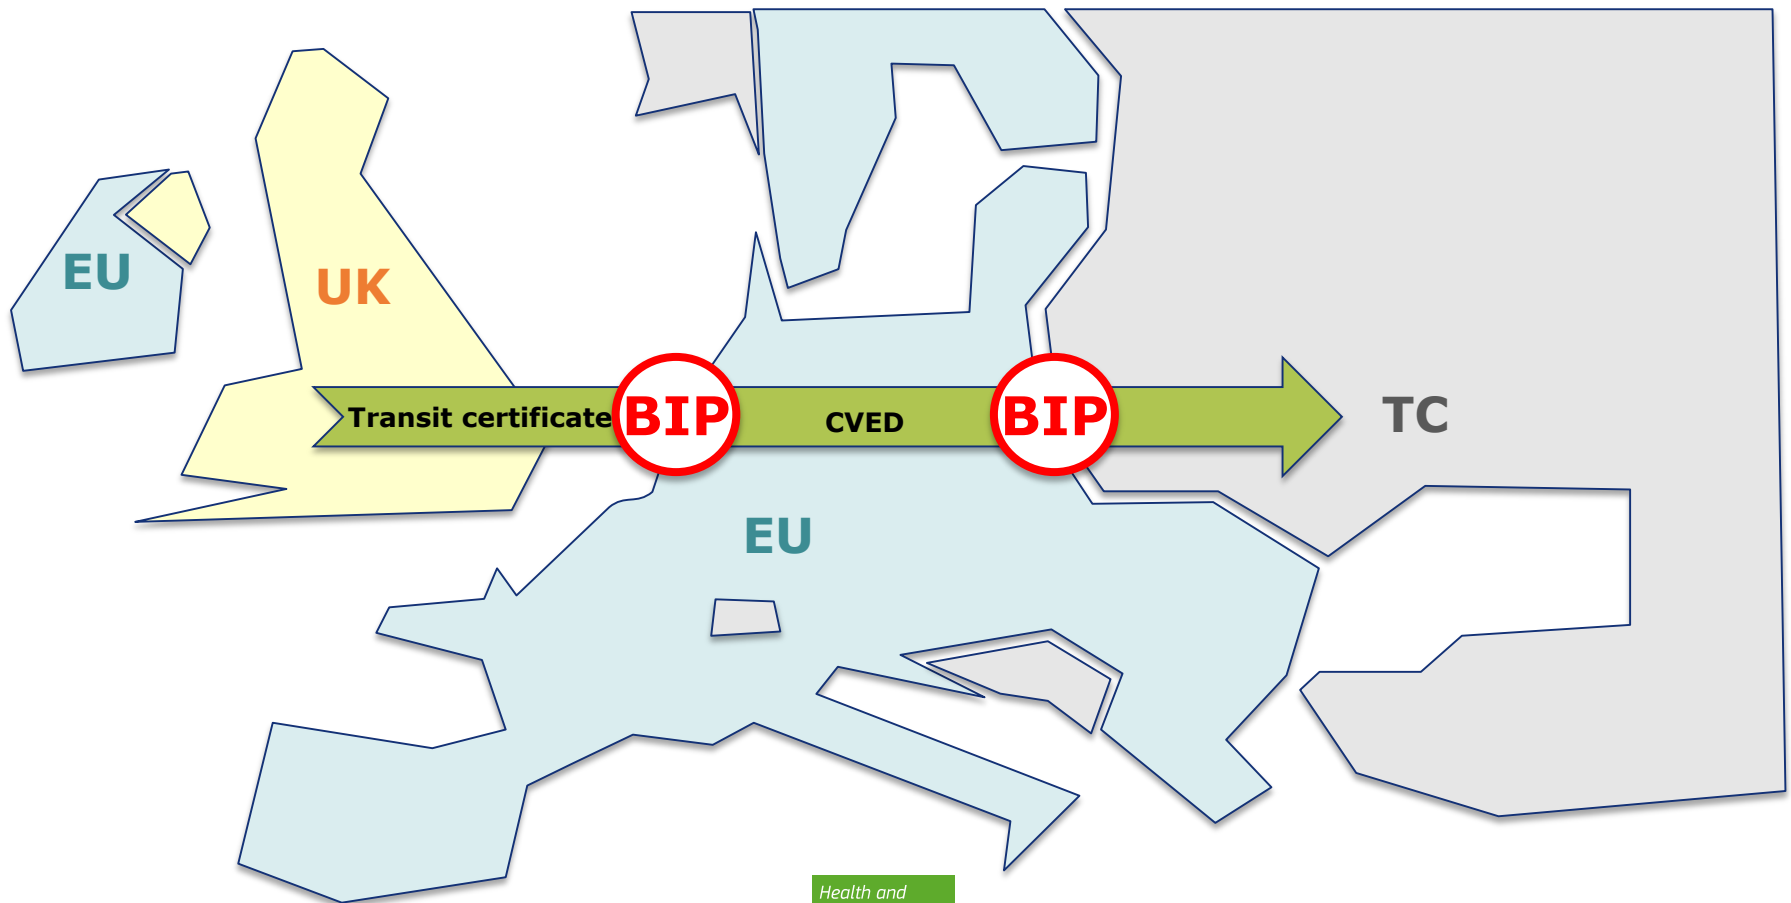 EU
UK
Transit certificate
BIP
CVED
BIP
TC
EU
Health and